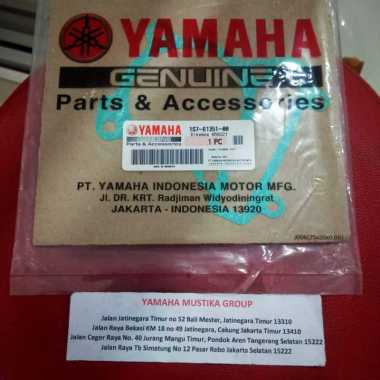 YAMAHA
GENUINE
Parts & Accessories
YAMAHA
Parts & Accessories
1S7-E1351-00
1 PC
PT. YAMAHA INDONESIA MOTOR MFG.
Jl. DR. KRT. Radjiman Widyodiningrat
JAKARTA - INDONESIA 13920
YAMAHA MUSTIKA GROUP
Jalan Jatinegara Timur no 52 Bali Mester, Jatinegara Timur 13310
Jalan Raya Bekasi KM 18 no 49 Jatinegara, Cakung Jakarta Timur 13410
Jalan Ceger Raya No. 40 Jurang Mangu Timur, Pondok Aren Tangerang Selatan 15222
Jalan Raya Tb Simatung No 12 Pasar Rebo Jakarta Selatan 15222